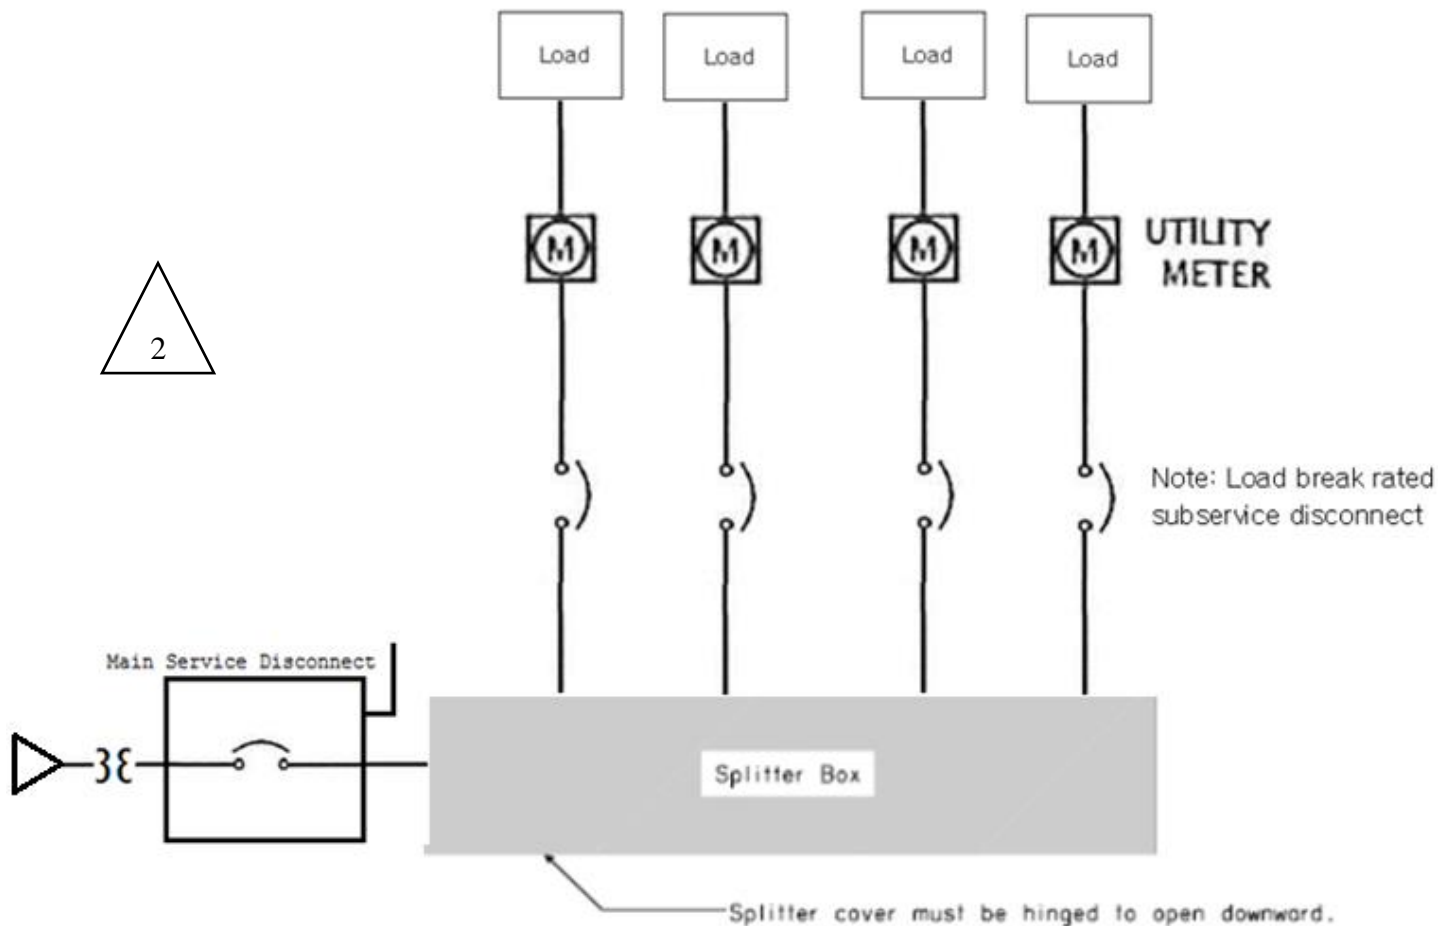 Load
Load
Load
Load
M
M
M
M
UTILITY
METER
2
Note: Load break rated
subservice disconnect
Main Service Disconnect
Splitter Box
Splitter cover must be hinged to open downward.